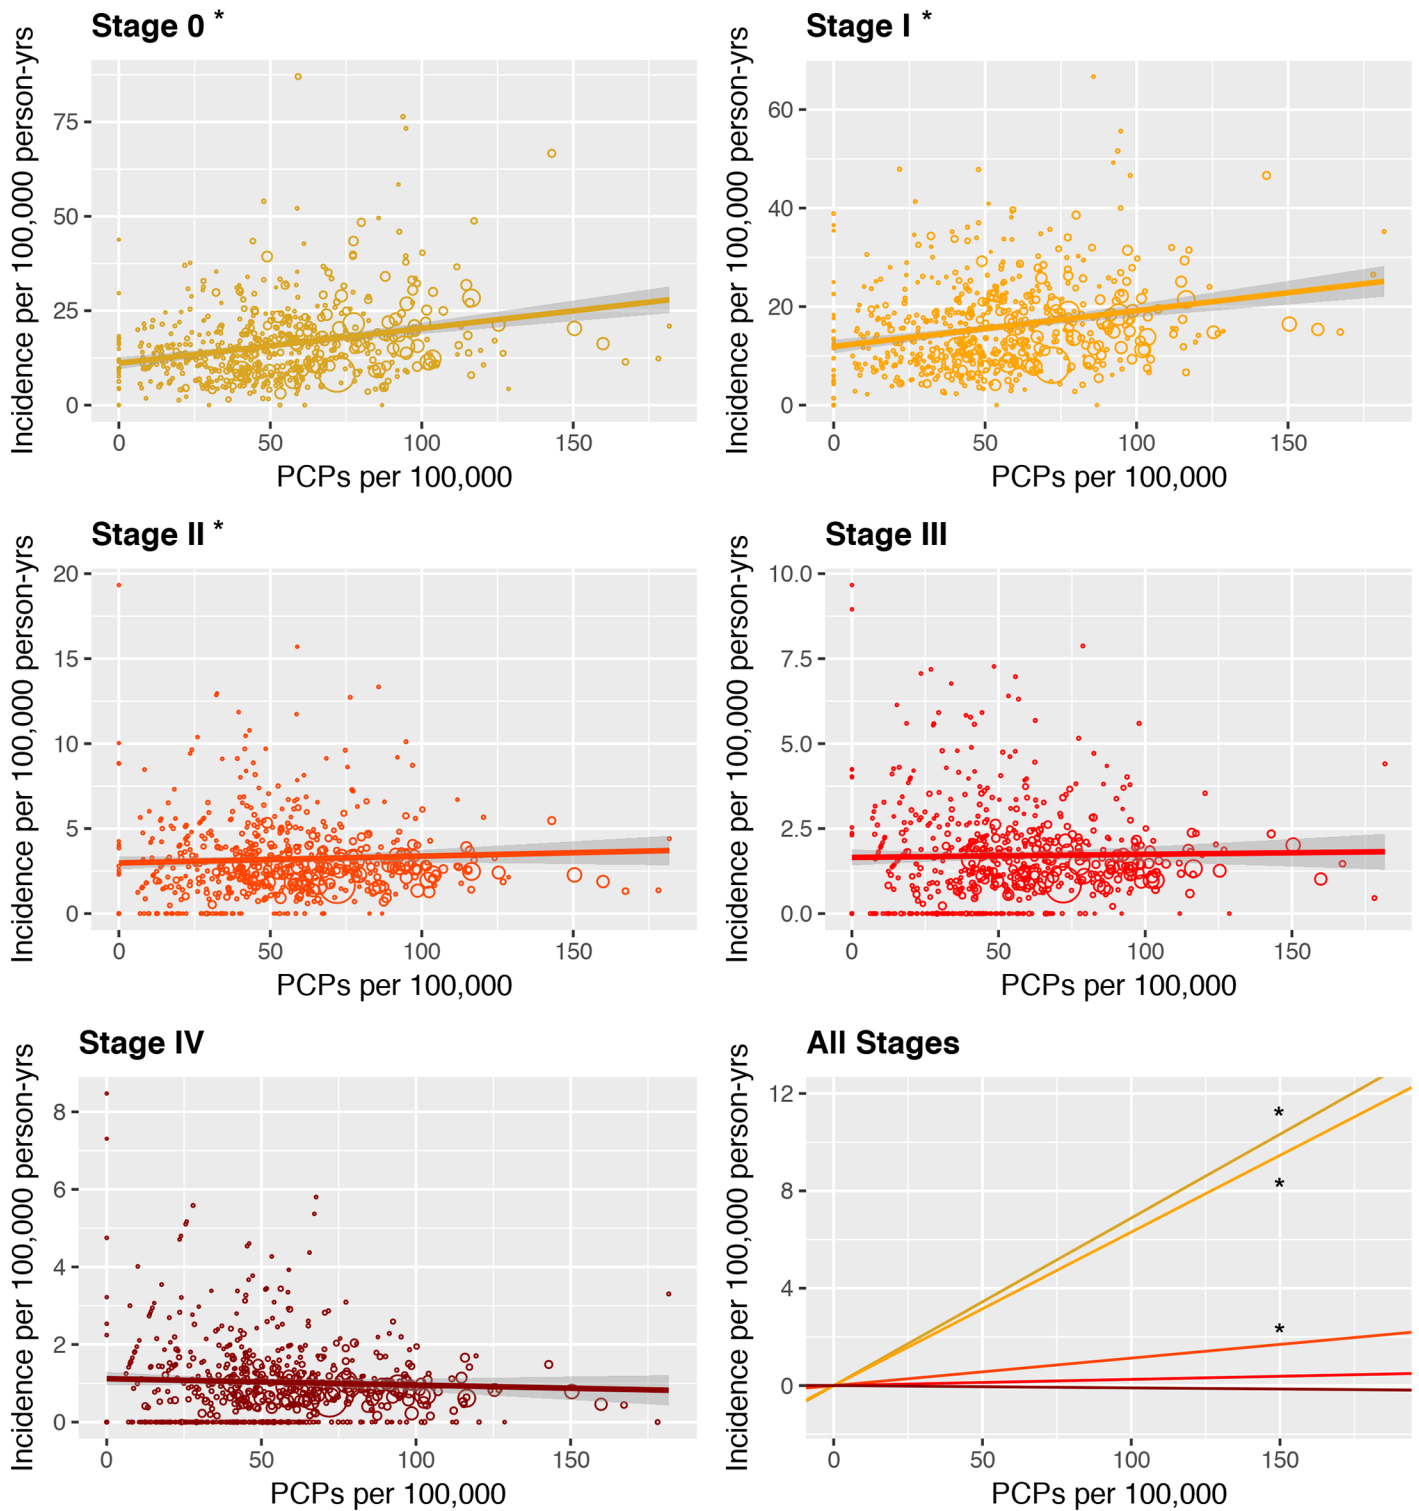 Stage 0 *
Incidence per 100,000 person-yrs
75
50
25
0
0 50 100 150
PCPs per 100,000
Stage I *
Incidence per 100,000 person-yrs
60
40
20
0
0 50 100 150
PCPs per 100,000
Stage II *
Incidence per 100,000 person-yrs
20
15
10
5
0
0 50 100 150
PCPs per 100,000
Stage III
Incidence per 100,000 person-yrs
10.0
7.5
5.0
2.5
0.0
0 50 100 150
PCPs per 100,000
Stage IV
Incidence per 100,000 person-yrs
8
6
4
2
0
0 50 100 150
PCPs per 100,000
All Stages
Incidence per 100,000 person-yrs
12
8
4
0
*
*
*
0 50 100 150
PCPs per 100,000